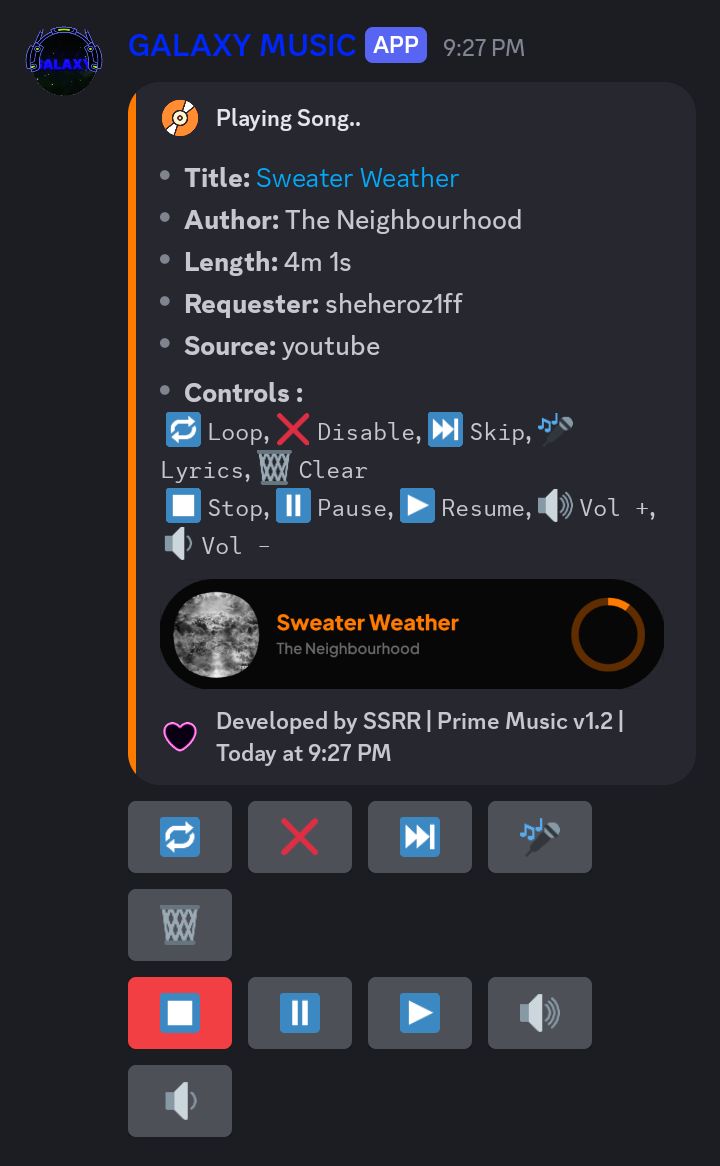 GALAXY MUSIC APP 9:27 PM
GALAXY
Playing Song..
• Title: Sweater Weather
• Author: The Neighbourhood
• Length: 4m 1s
• Requester: sheheroz1ff
• Source: youtube
• Controls :
🔁 Loop, ❌ Disable, ⏭️ Skip, 🎤
Lyrics, 🗑️ Clear
⏹️ Stop, ⏸️ Pause, ▶️ Resume, 🔊 Vol +,
🔈 Vol -
Sweater Weather
The Neighbourhood
Developed by SSRR | Prime Music v1.2 |
Today at 9:27 PM